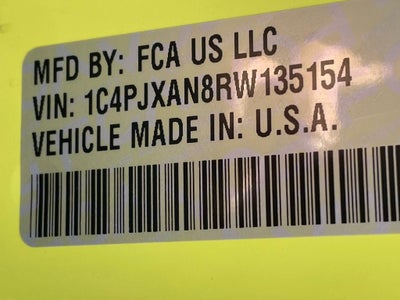 MFD BY: FCA US LLC
VIN: 1C4PJXAN8RW135154
VEHICLE MADE IN: U.S.A.